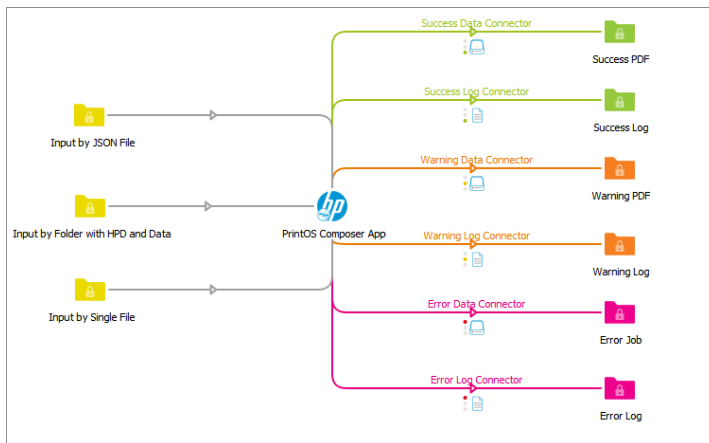 Success Data Connector
Success PDF
Success Log Connector
Success Log
Input by JSON File
Warning Data Connector
Warning PDF
hp
Input by Folder with HPD and Data
PrintOS Composer App
Warning Log Connector
Warning Log
Error Data Connector
Input by Single File
Error Job
Error Log Connector
Error Log